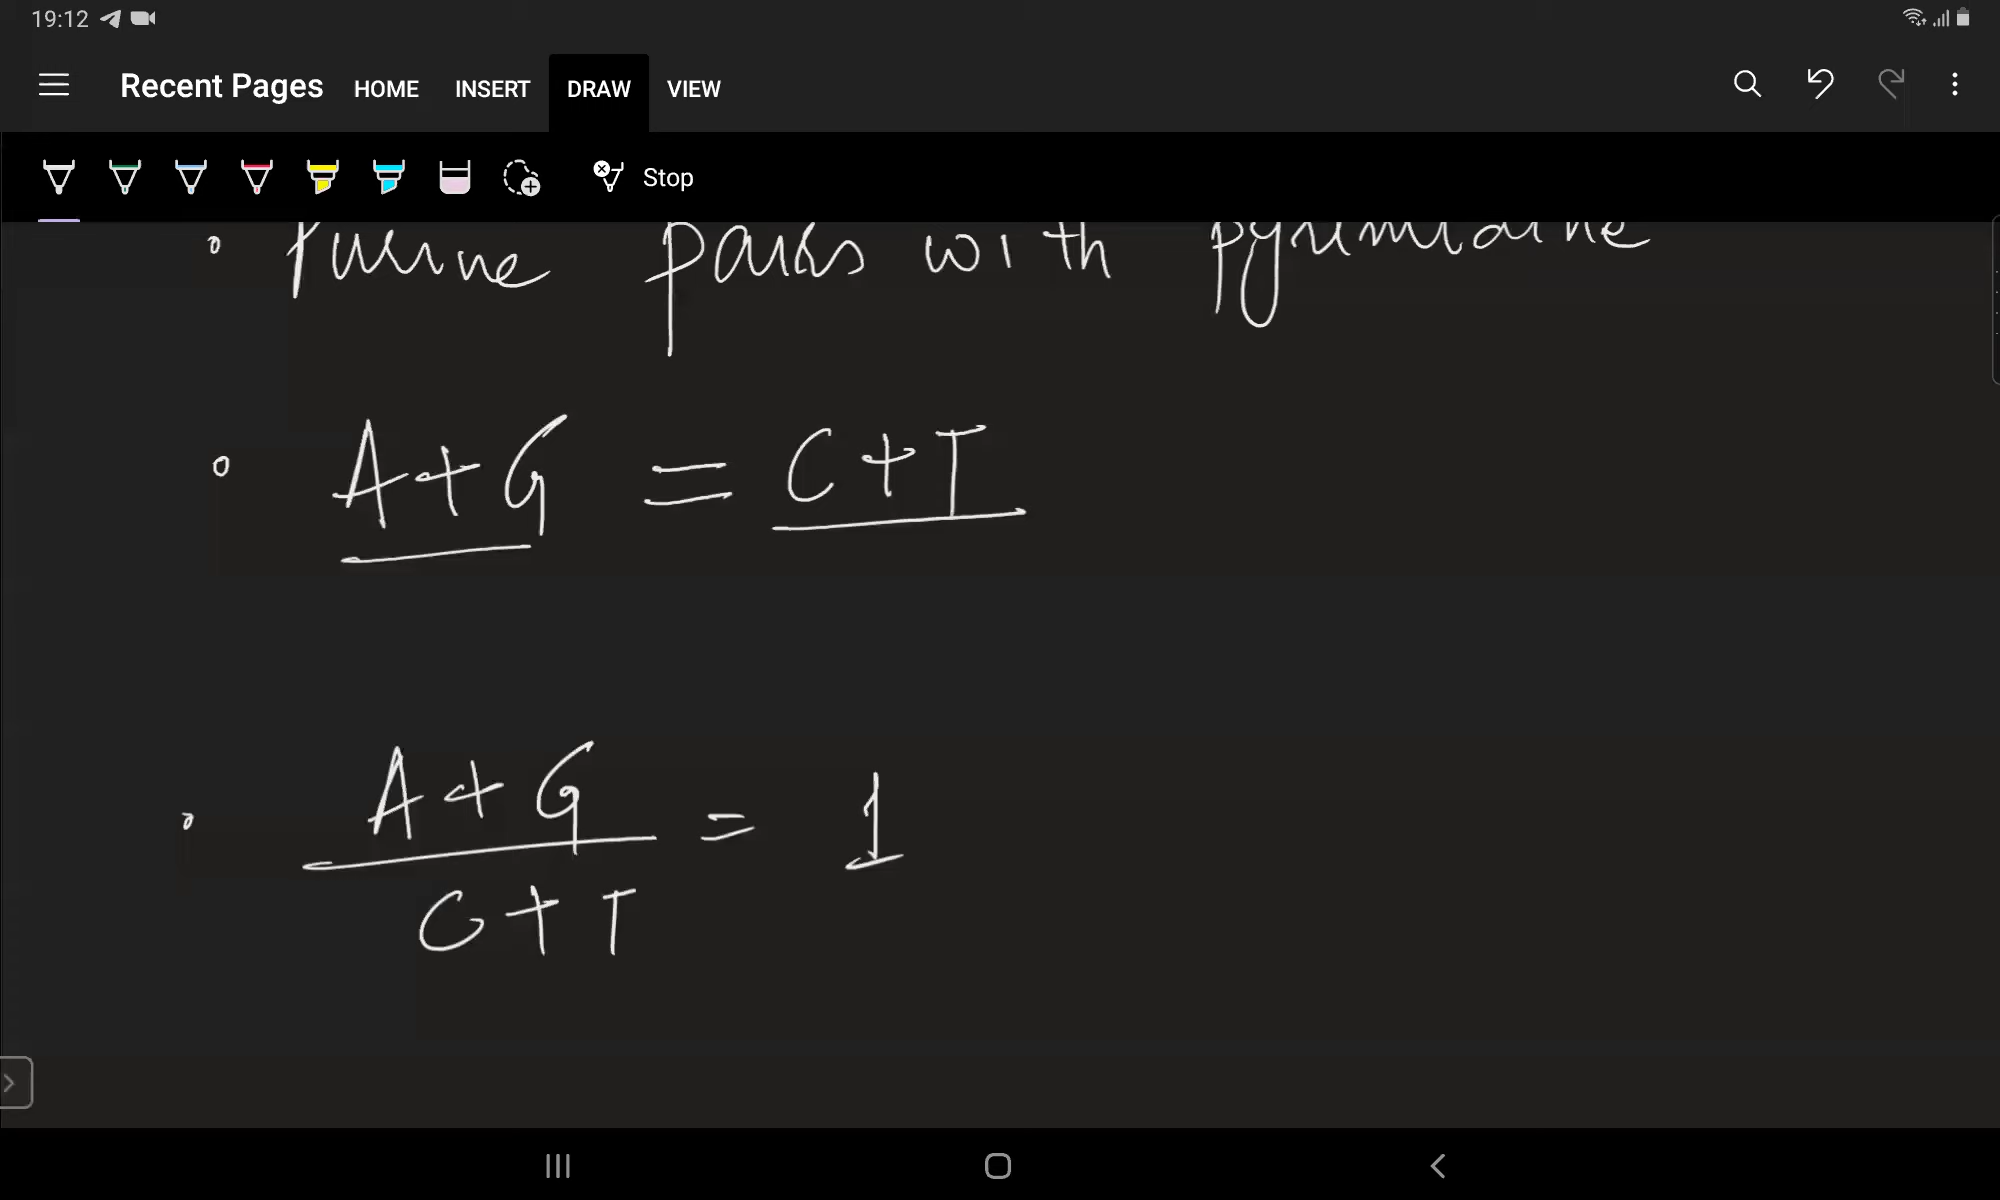 19:12
Recent Pages HOME INSERT DRAW VIEW
Stop
• Purine pairs with pyrimidine
• A+G = C+T
• A+G = 1
C+T